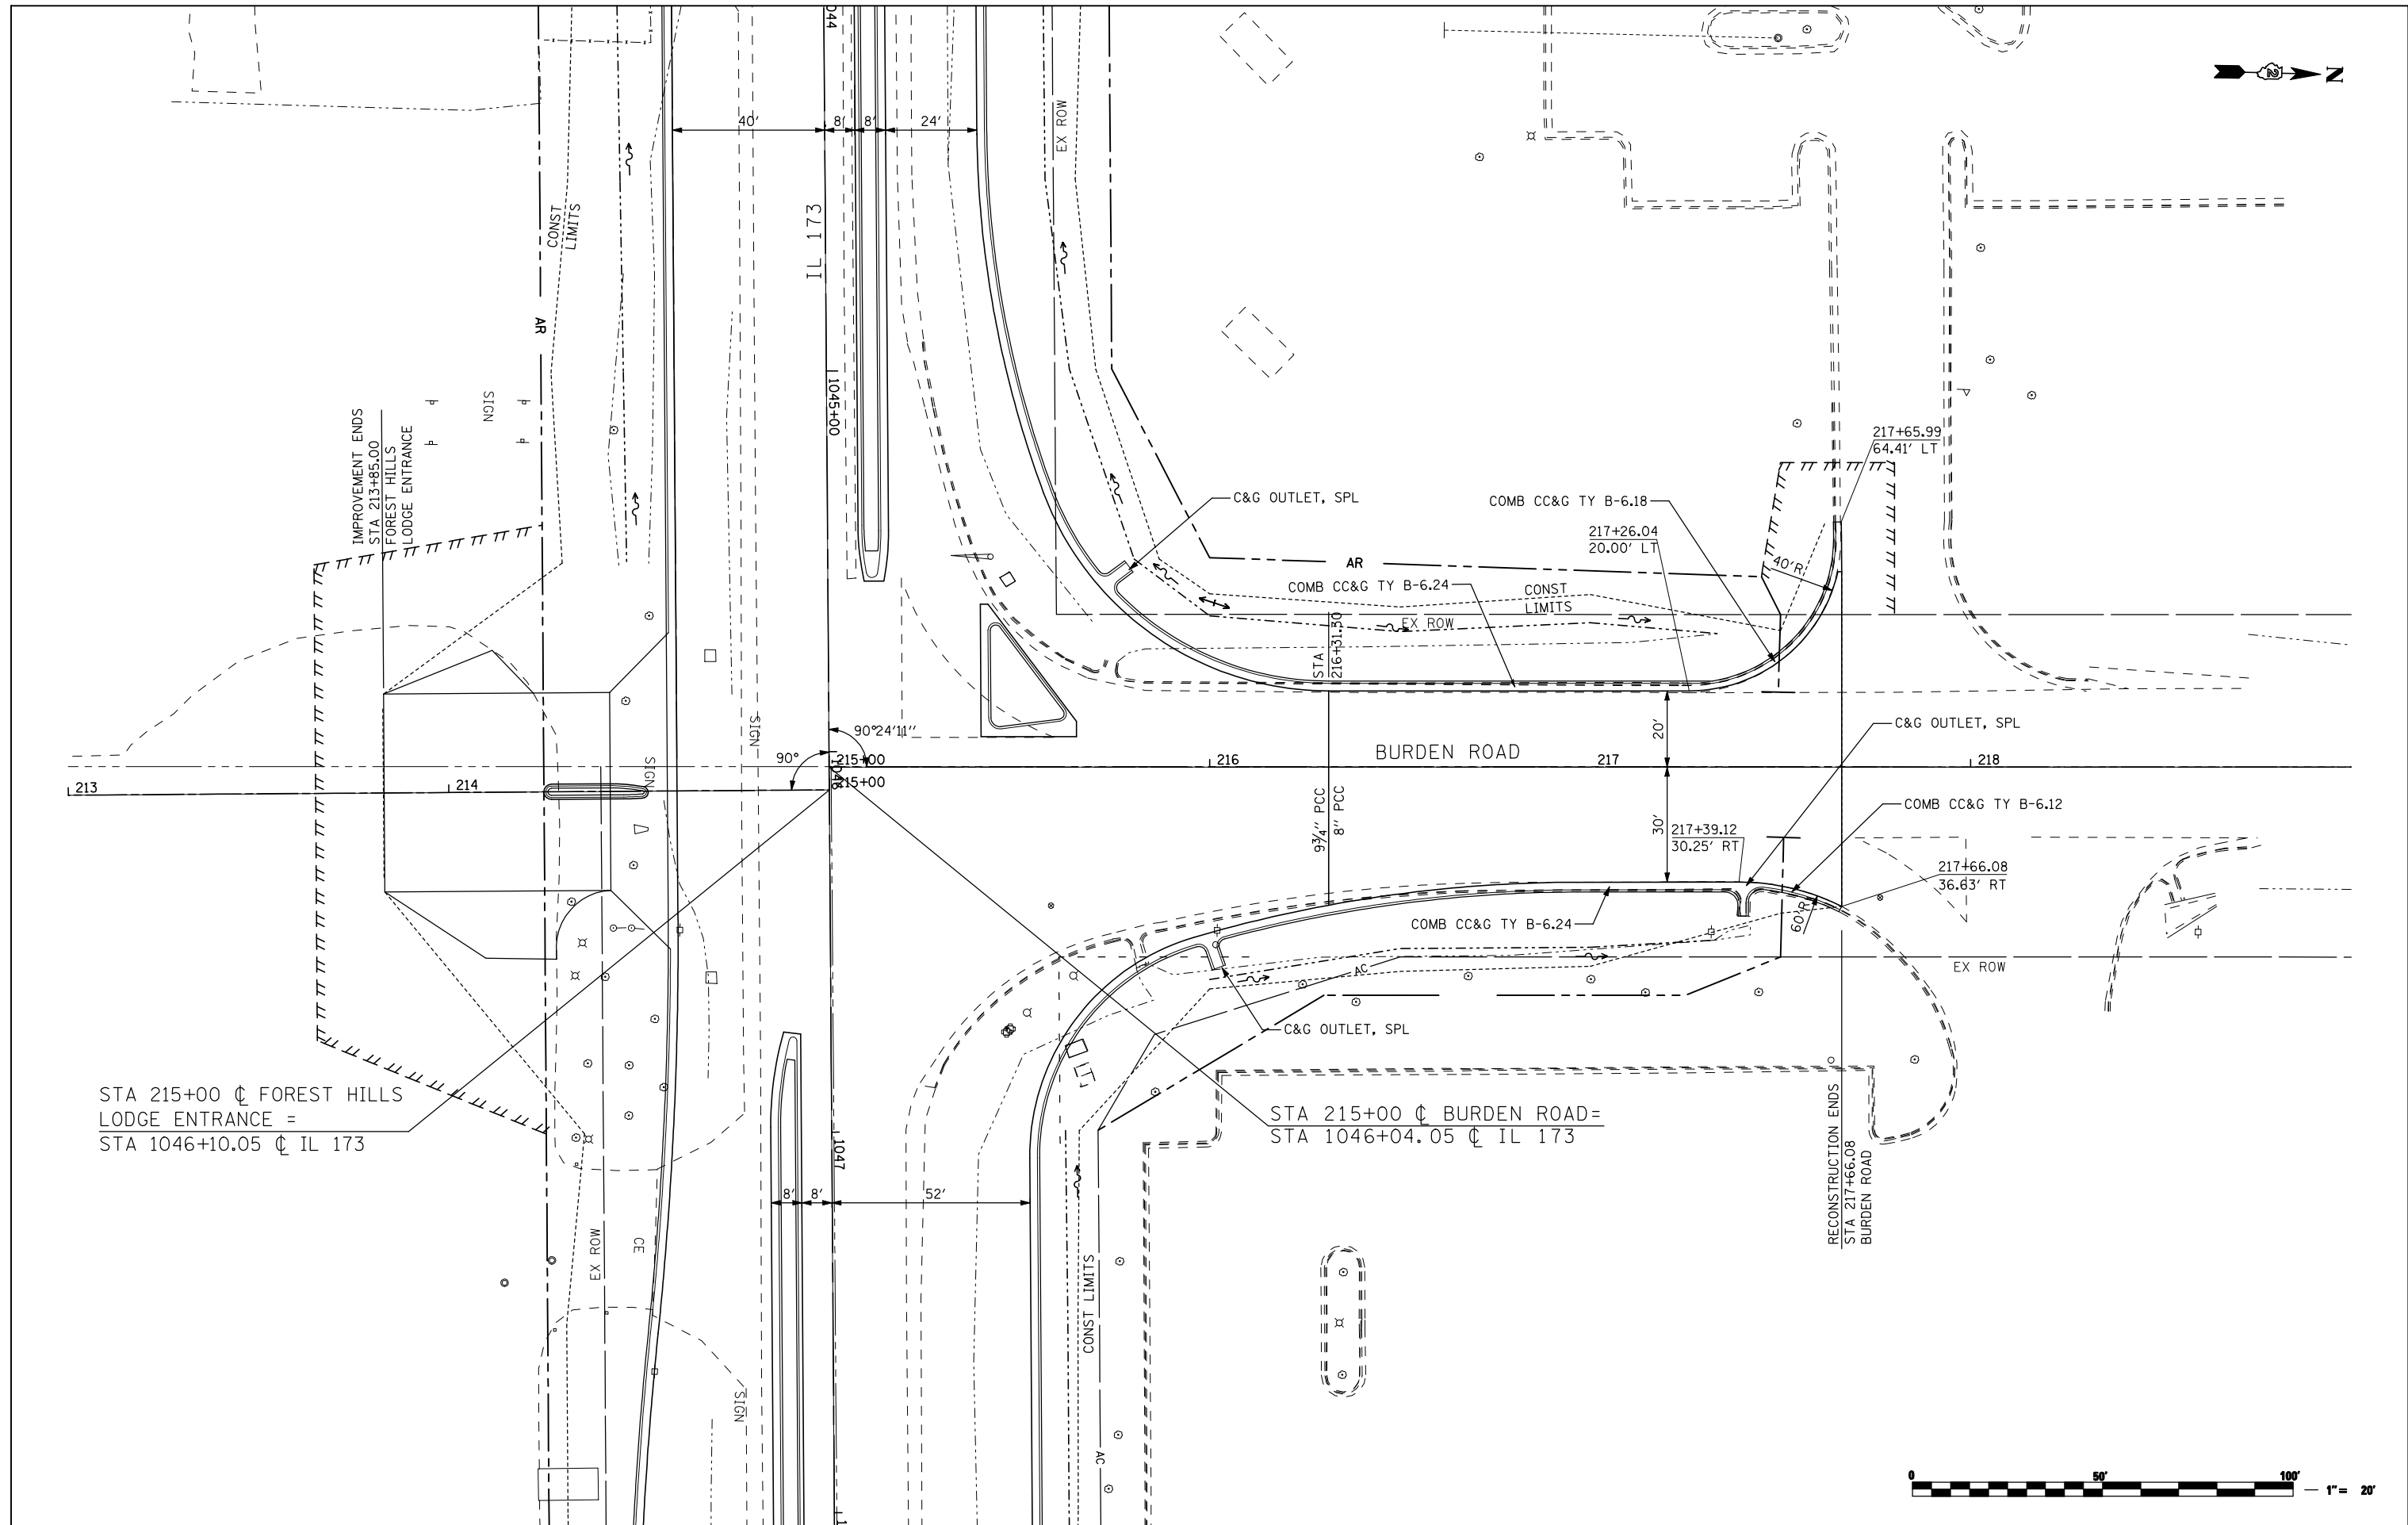 044
N
2
40'
8'
8'
24'
EX ROW
IL 173
CONST
LIMITS
AR
1045+00
SIGN
IMPROVEMENT ENDS
STA 213+85.00
FOREST HILLS
LODGE ENTRANCE
217+65.99
64.41' LT
C&G OUTLET, SPL
COMB CC&G TY B-6.18
217+26.04
20.00' LT
40'R
AR
COMB CC&G TY B-6.24
CONST
LIMITS
EX ROW
STA
216+31.30
SIGN
90°24'11"
20'
C&G OUTLET, SPL
BURDEN ROAD
90°
215+00
216
217
218
SIGN
1046
215+00
213
214
9¾" PCC
8" PCC
30'
217+39.12
30.25' RT
COMB CC&G TY B-6.12
217+66.08
36.63' RT
60'R
COMB CC&G TY B-6.24
AC
EX ROW
C&G OUTLET, SPL
STA 215+00 ℄ FOREST HILLS
LODGE ENTRANCE =
STA 1046+10.05 ℄ IL 173
STA 215+00 ℄ BURDEN ROAD=
STA 1046+04.05 ℄ IL 173
1047
RECONSTRUCTION ENDS
STA 217+66.08
BURDEN ROAD
8'
8'
52'
EX ROW
CE
CONST LIMITS
SIGN
AC
0 50' 100'
1" = 20'